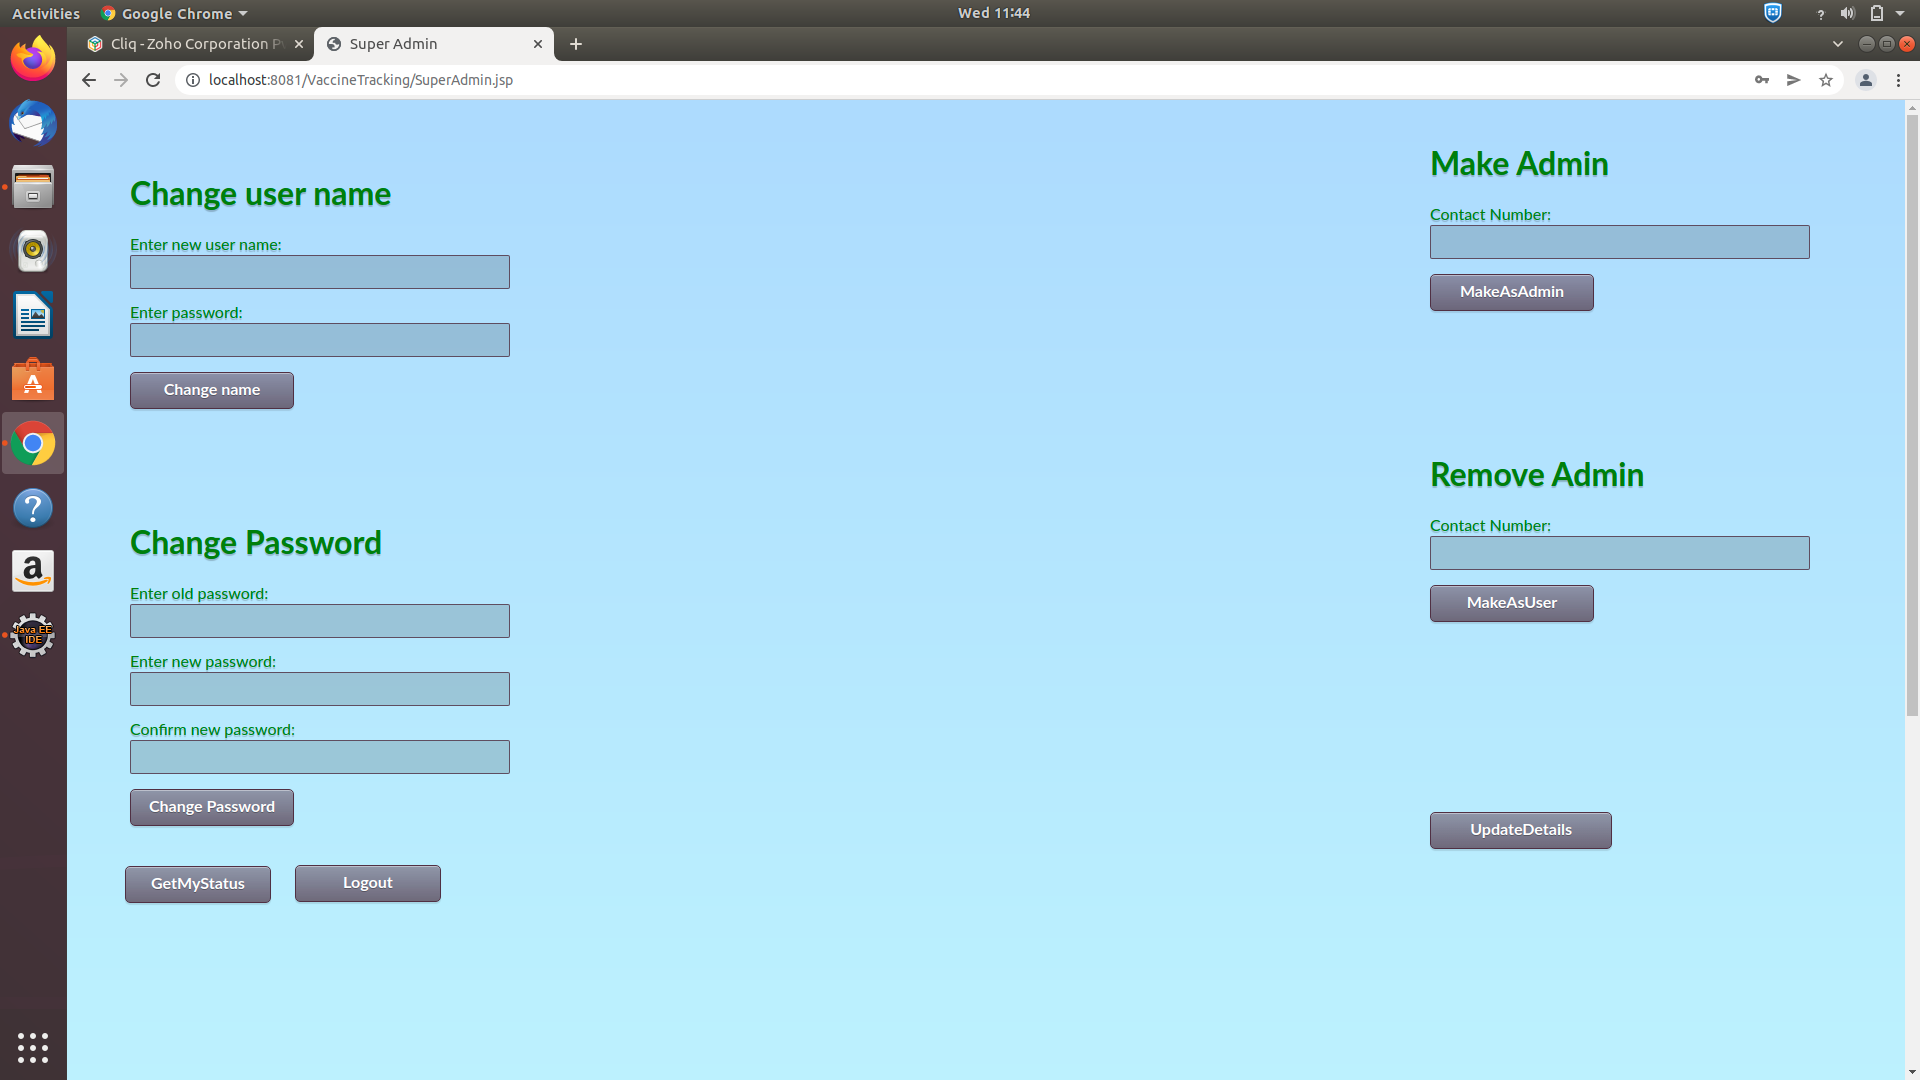 Activities
Google Chrome
Wed 11:44
Cliq - Zoho Corporation P
Super Admin
localhost:8081/VaccineTracking/SuperAdmin.jsp
Change user name
Enter new user name:
Enter password:
Change name
Change Password
Enter old password:
Enter new password:
Confirm new password:
Change Password
GetMyStatus
Logout
Make Admin
Contact Number:
MakeAsAdmin
Remove Admin
Contact Number:
MakeAsUser
UpdateDetails
Java EE
IDE
a
?
?